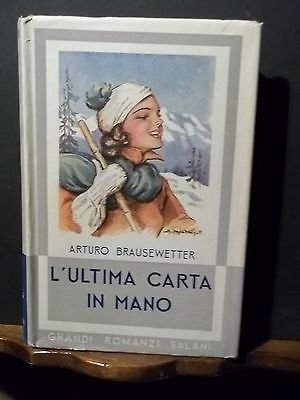 ARTURO BRAUSEWETTER
L'ULTIMA CARTA
IN MANO
GRANDI ROMANZI SALANI